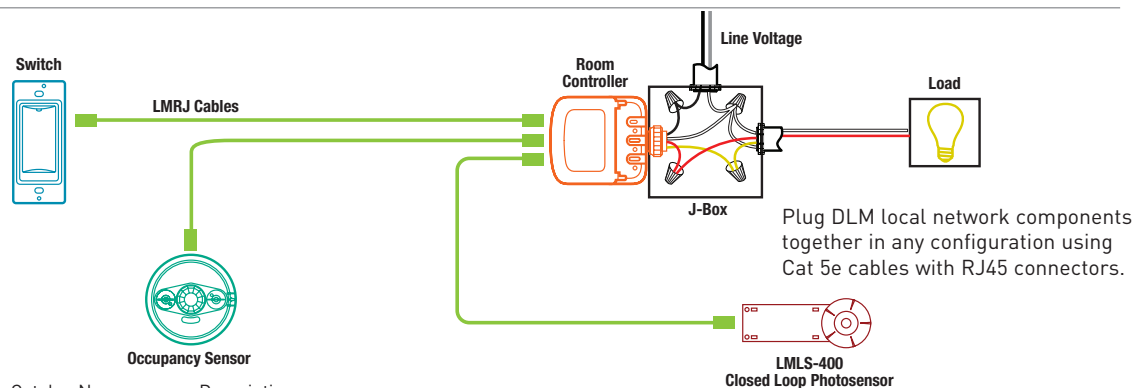 Line Voltage
Switch
Room
Controller
Load
LMRJ Cables
J-Box
Plug DLM local network components
together in any configuration using
Cat 5e cables with RJ45 connectors.
Occupancy Sensor
LMLS-400
Closed Loop Photosensor